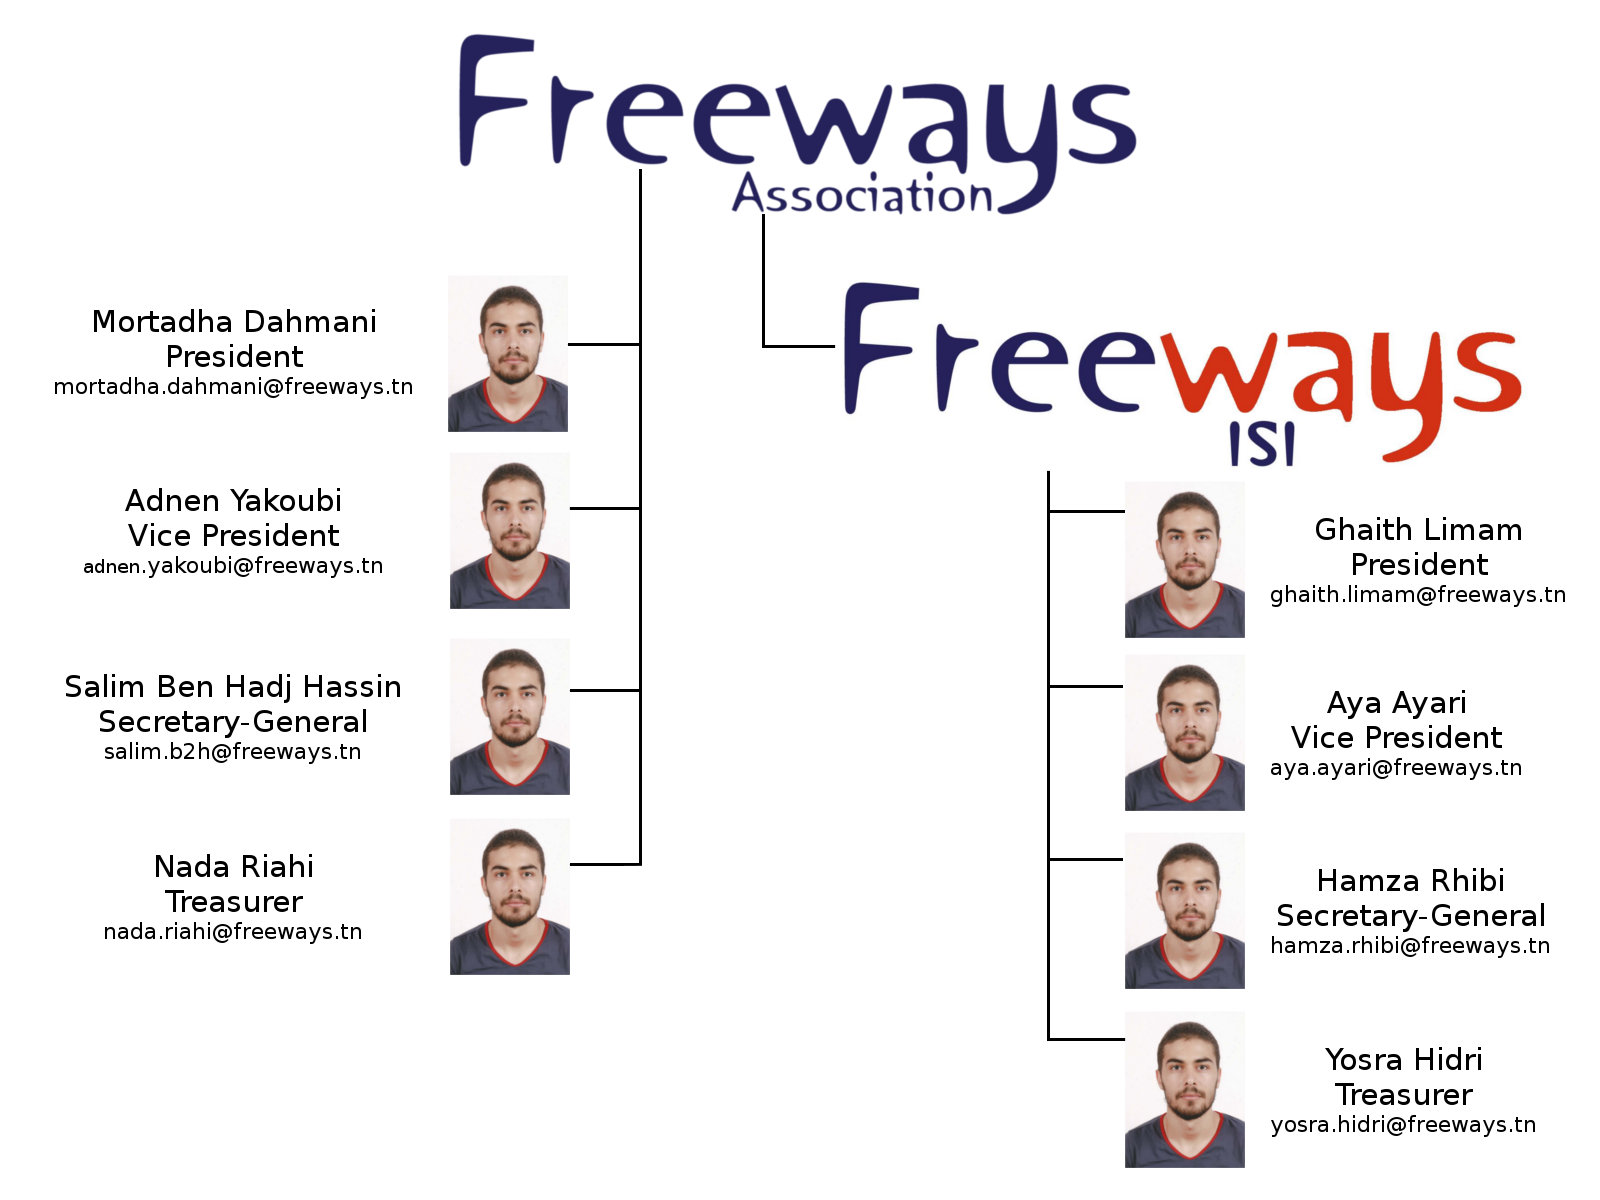 Freeways
Association
Mortadha Dahmani
President
mortadha.dahmani@freeways.tn
Adnen Yakoubi
Vice President
adnen.yakoubi@freeways.tn
Salim Ben Hadj Hassin
Secretary-General
salim.b2h@freeways.tn
Nada Riahi
Treasurer
nada.riahi@freeways.tn
Freeways
ISI
Ghaith Limam
President
ghaith.limam@freeways.tn
Aya Ayari
Vice President
aya.ayari@freeways.tn
Hamza Rhibi
Secretary-General
hamza.rhibi@freeways.tn
Yosra Hidri
Treasurer
yosra.hidri@freeways.tn